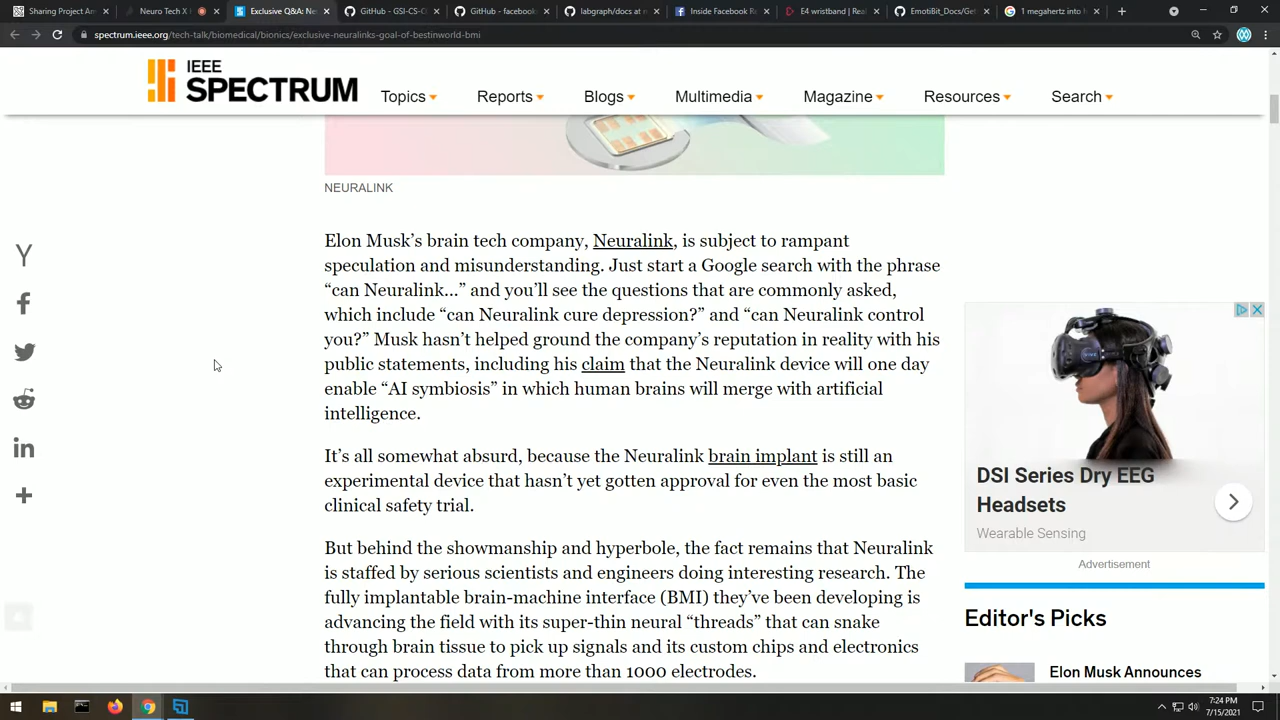 Sharing Project Am
Neuro Tech X
Exclusive Q&A: Ne
GitHub - GSI-CS-C
GitHub - facebook
labgraph/docs at m
Inside Facebook Re
E4 wristband | Real
EmotiBit_Docs/Get
1 megahertz into
spectrum.ieee.org/tech-talk/biomedical/bionics/exclusive-neuralinks-goal-of-bestinworld-bmi
IEEE
SPECTRUM
Topics
Reports
Blogs
Multimedia
Magazine
Resources
Search
NEURALINK
Elon Musk’s brain tech company, Neuralink, is subject to rampant
speculation and misunderstanding. Just start a Google search with the phrase
“can Neuralink...” and you’ll see the questions that are commonly asked,
which include “can Neuralink cure depression?” and “can Neuralink control
you?” Musk hasn’t helped ground the company’s reputation in reality with his
public statements, including his claim that the Neuralink device will one day
enable “AI symbiosis” in which human brains will merge with artificial
intelligence.
It’s all somewhat absurd, because the Neuralink brain implant is still an
experimental device that hasn’t yet gotten approval for even the most basic
clinical safety trial.
But behind the showmanship and hyperbole, the fact remains that Neuralink
is staffed by serious scientists and engineers doing interesting research. The
fully implantable brain-machine interface (BMI) they’ve been developing is
advancing the field with its super-thin neural “threads” that can snake
through brain tissue to pick up signals and its custom chips and electronics
that can process data from more than 1000 electrodes.
DSI Series Dry EEG
Headsets
Wearable Sensing
Advertisement
Editor's Picks
Elon Musk Announces
7:24 PM
7/15/2021